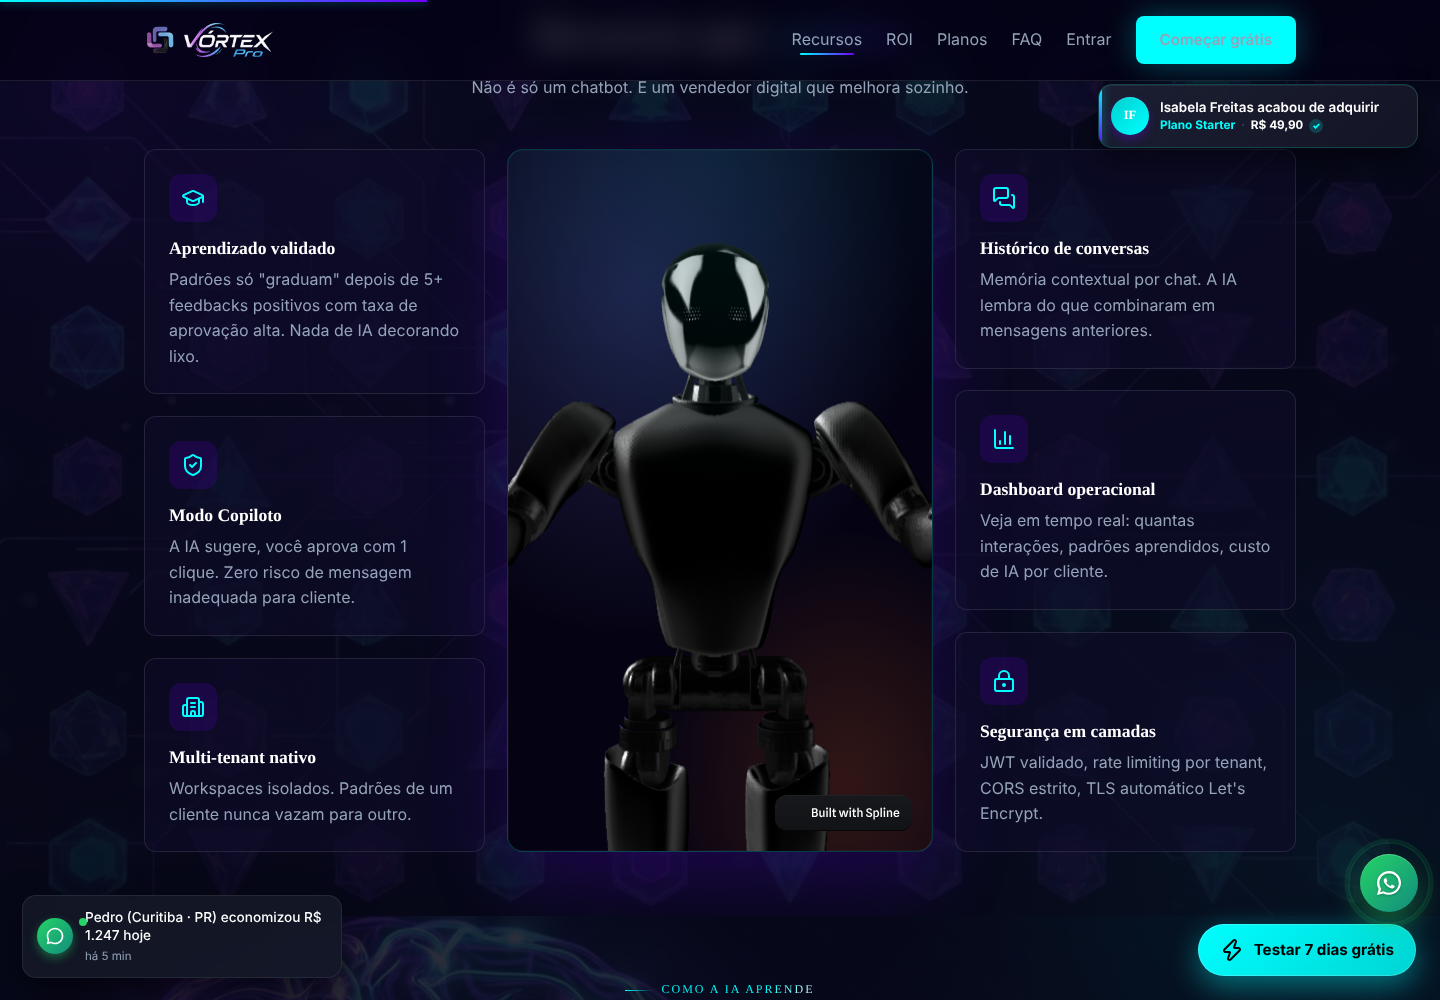 VÓRTEX
Pro
Recursos
ROI
Planos
FAQ
Entrar
Começar grátis
Não é só um chatbot. É um vendedor digital que melhora sozinho.
IF
Isabela Freitas acabou de adquirir
Plano Starter · R$ 49,90
Aprendizado validado
Padrões só "graduam" depois de 5+
feedbacks positivos com taxa de
aprovação alta. Nada de IA decorando
lixo.
Modo Copiloto
A IA sugere, você aprova com 1
clique. Zero risco de mensagem
inadequada para cliente.
Multi-tenant nativo
Workspaces isolados. Padrões de um
cliente nunca vazam para outro.
Built with Spline
Histórico de conversas
Memória contextual por chat. A IA
lembra do que combinaram em
mensagens anteriores.
Dashboard operacional
Veja em tempo real: quantas
interações, padrões aprendidos, custo
de IA por cliente.
Segurança em camadas
JWT validado, rate limiting por tenant,
CORS estrito, TLS automático Let's
Encrypt.
Pedro (Curitiba · PR) economizou R$
1.247 hoje
há 5 min
Testar 7 dias grátis
COMO A IA APRENDE